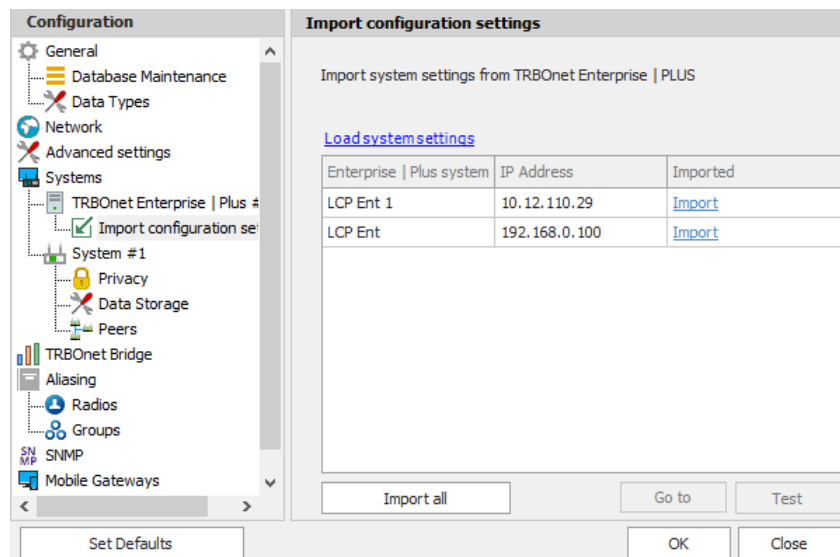 Configuration
General
Database Maintenance
Data Types
Network
Advanced settings
Systems
TRBOnet Enterprise | Plus #
Import configuration se
System #1
Privacy
Data Storage
Peers
TRBOnet Bridge
Aliasing
Radios
Groups
SNMP
SNMP
Mobile Gateways
Set Defaults
Import configuration settings
Import system settings from TRBOnet Enterprise | PLUS
Load system settings
Enterprise | Plus system IP Address Imported
LCP Ent 1 10.12.110.29 Import
LCP Ent 192.168.0.100 Import
Import all Go to Test
OK Close